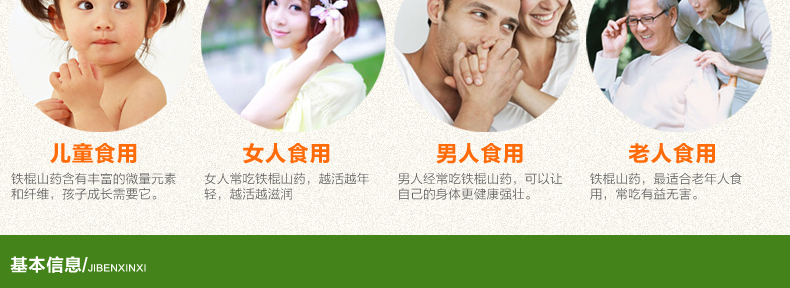 儿童食用
铁棍山药含有丰富的微量元素
和纤维，孩子成长需要它。
女人食用
女人常吃铁棍山药，越活越年
轻，越活越滋润
男人食用
男人经常吃铁棍山药，可以让
自己的身体更健康强壮。
老人食用
铁棍山药，最适合老年人食
用，常吃有益无害。
基本信息/JIBENXINXI